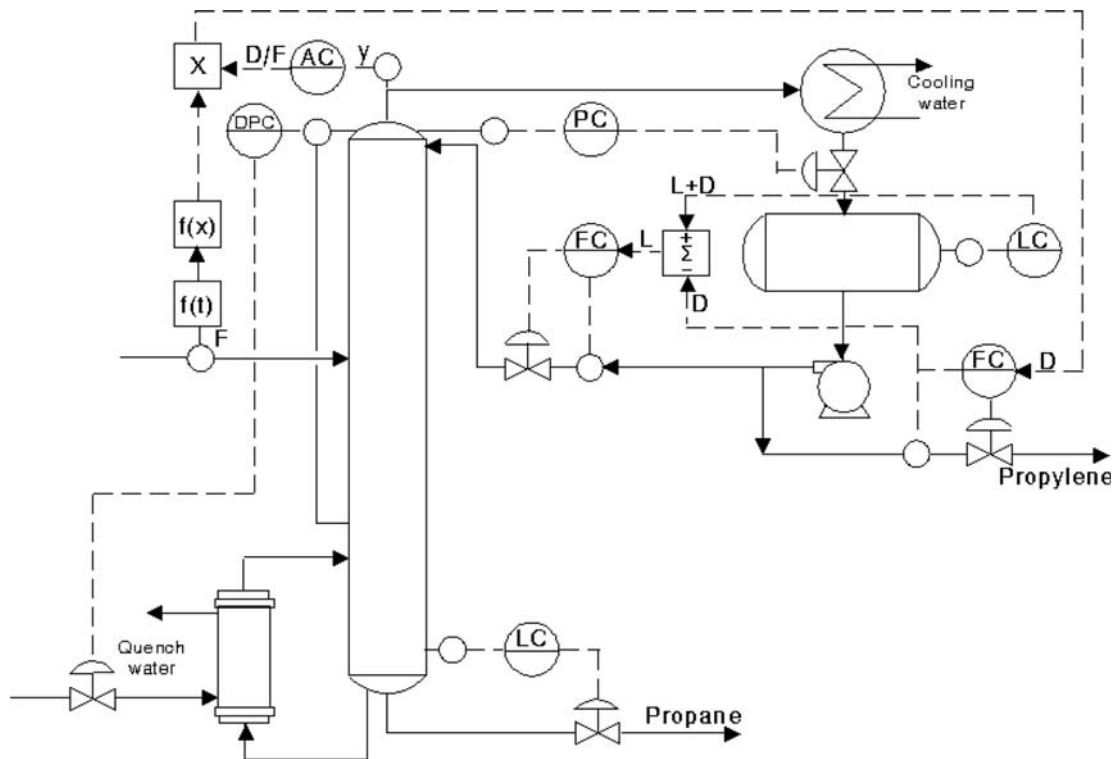 X
D/F
AC
y
DPC
PC
Cooling
water
L+D
f(x)
FC
L
+
Σ
-
LC
f(t)
D
F
FC
D
Propylene
Quench
water
LC
Propane